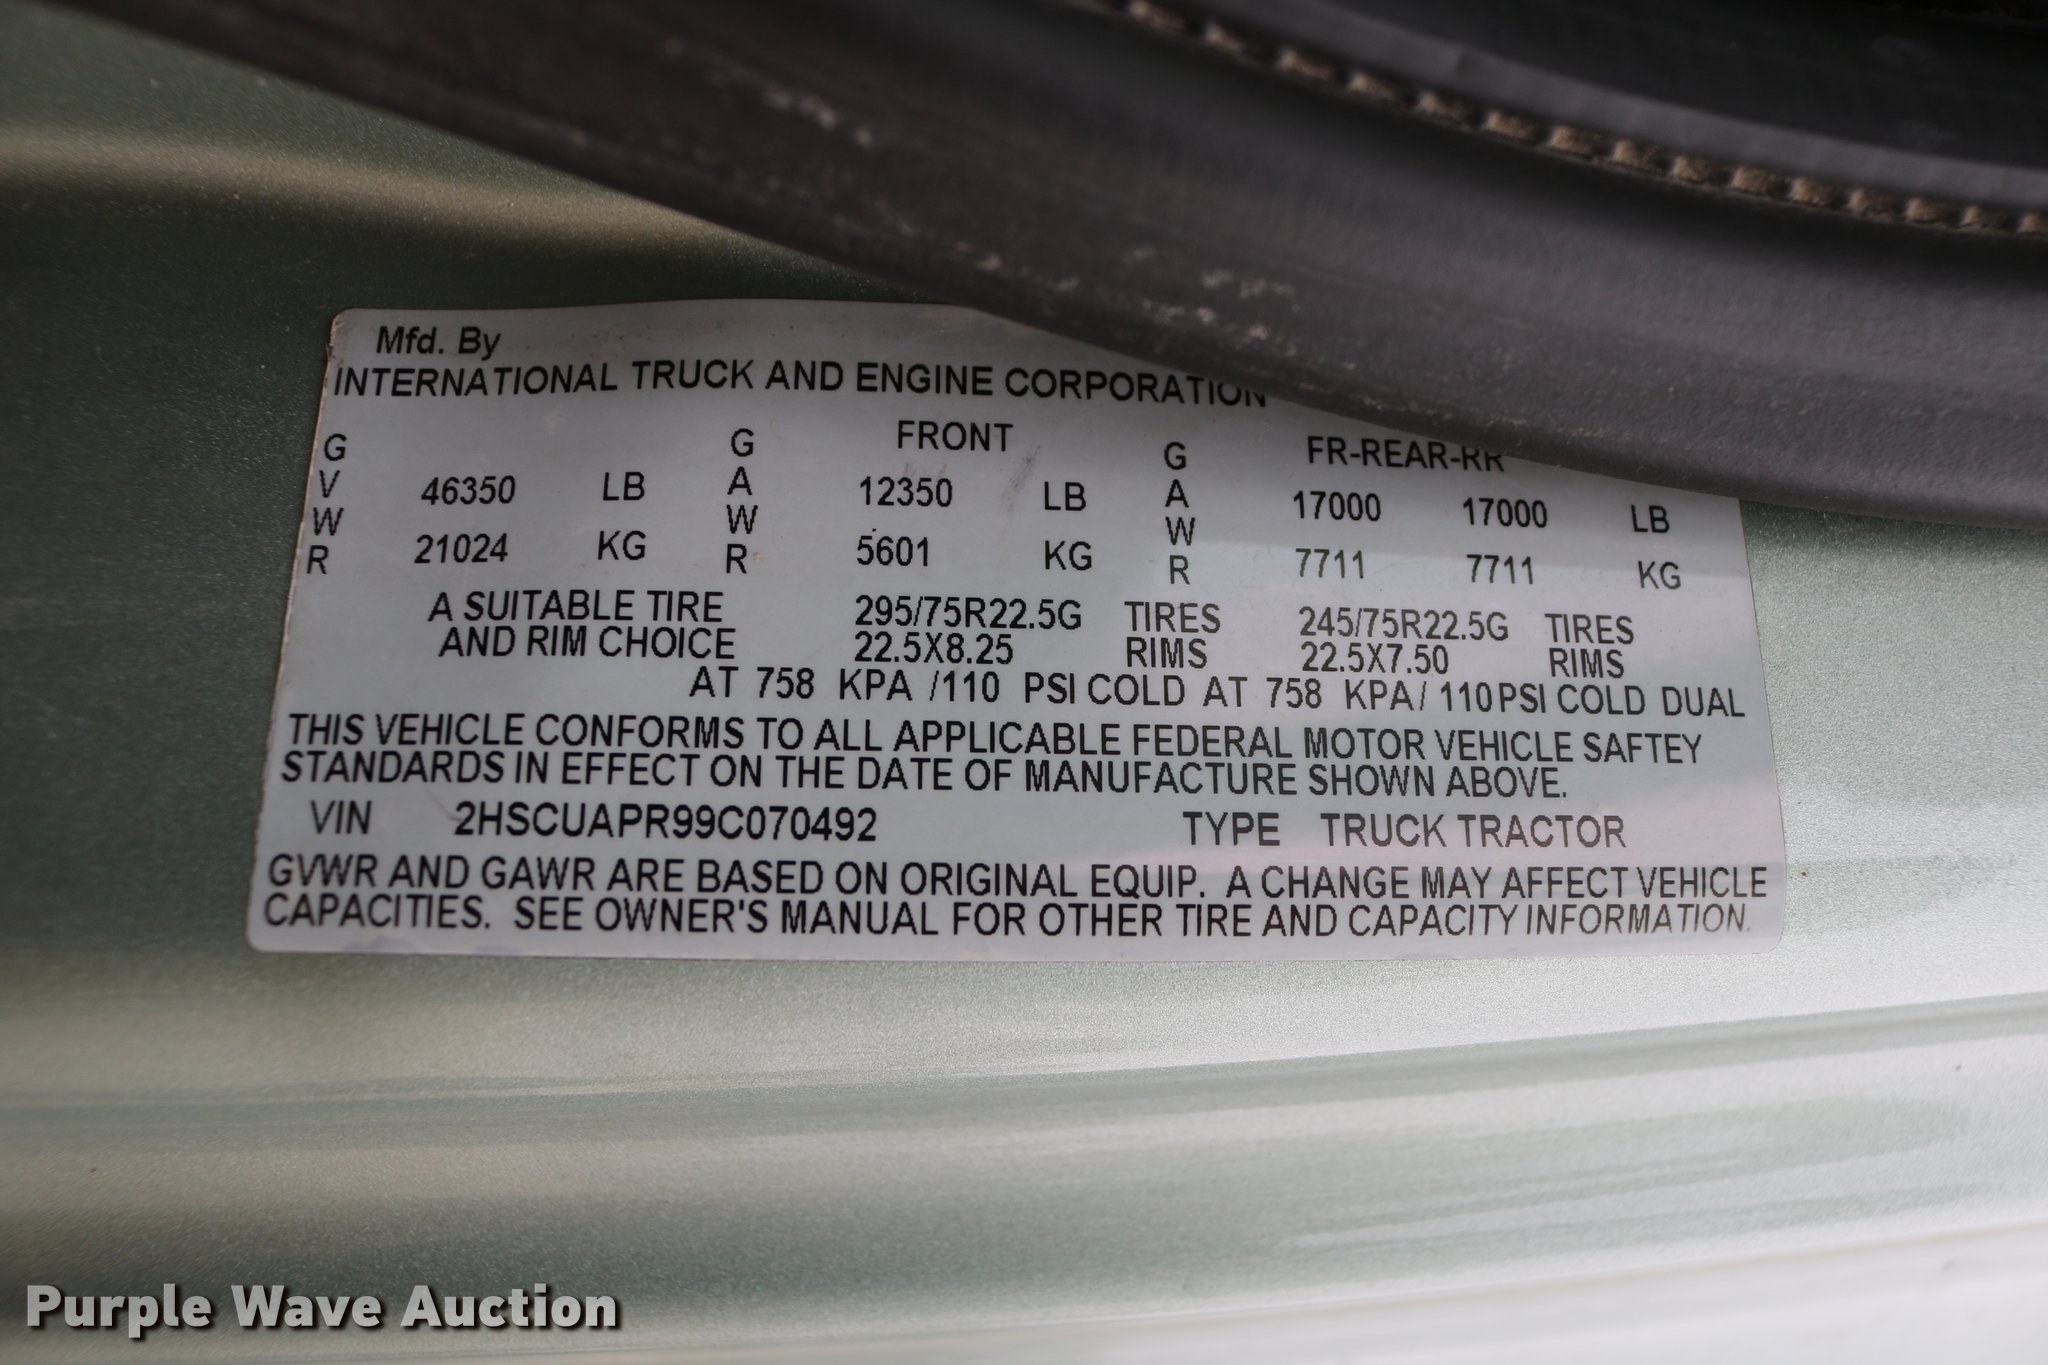 Mfd. By
INTERNATIONAL TRUCK AND ENGINE CORPORATION
G V W R 46350 LB 21024 KG
G A W R FRONT 12350 LB 5601 KG
G A W R FR-REAR-RR 17000 17000 LB 7711 7711 KG
A SUITABLE TIRE 295/75R22.5G TIRES 245/75R22.5G TIRES
AND RIM CHOICE 22.5X8.25 RIMS 22.5X7.50 RIMS
AT 758 KPA /110 PSI COLD AT 758 KPA/ 110PSI COLD DUAL
THIS VEHICLE CONFORMS TO ALL APPLICABLE FEDERAL MOTOR VEHICLE SAFTEY
STANDARDS IN EFFECT ON THE DATE OF MANUFACTURE SHOWN ABOVE.
VIN 2HSCUAPR99C070492 TYPE TRUCK TRACTOR
GVWR AND GAWR ARE BASED ON ORIGINAL EQUIP. A CHANGE MAY AFFECT VEHICLE
CAPACITIES. SEE OWNER'S MANUAL FOR OTHER TIRE AND CAPACITY INFORMATION.
Purple Wave Auction